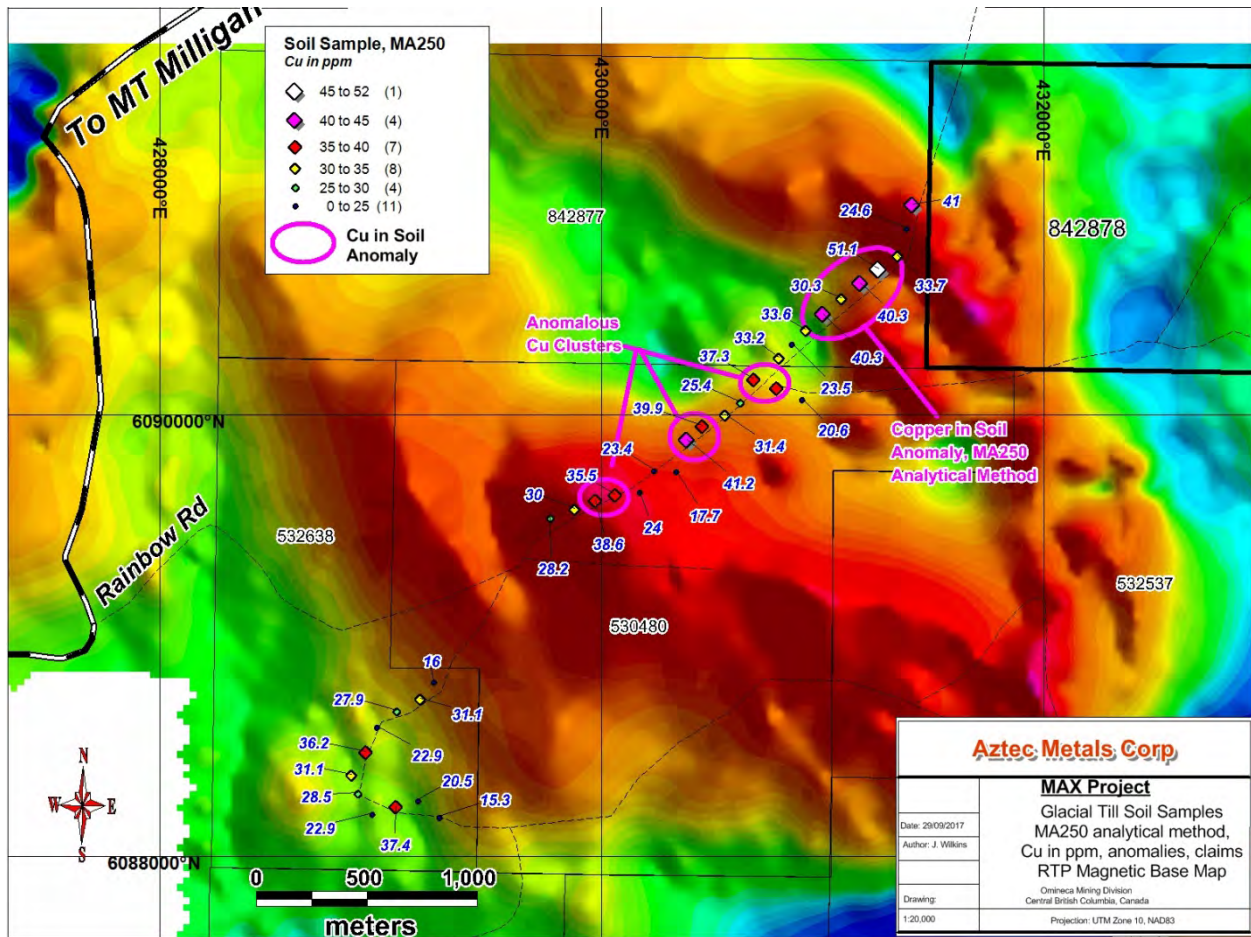 To MT Milligan
Soil Sample, MA250
Cu in ppm
45 to 52 (1)
40 to 45 (4)
35 to 40 (7)
30 to 35 (8)
25 to 30 (4)
0 to 25 (11)
Cu in Soil
Anomaly
428000°E
430000°E
432000°E
842877
842878
41
24.6
51.1
33.7
30.3
40.3
33.6
40.3
33.2
23.5
37.3
20.6
25.4
31.4
39.9
41.2
23.4
17.7
35.5
24
30
38.6
28.2
Anomalous
Cu Clusters
Copper in Soil
Anomaly, MA250
Analytical Method
6090000°N
Rainbow Rd
532638
530480
532537
16
27.9
31.1
22.9
36.2
31.1
20.5
28.5
15.3
22.9
37.4
N
W E
S
6088000°N
0 500 1,000
meters
Aztec Metals Corp
MAX Project
Glacial Till Soil Samples
MA250 analytical method,
Cu in ppm, anomalies, claims
RTP Magnetic Base Map
Omineca Mining Division
Central British Columbia, Canada
Projection: UTM Zone 10, NAD83
Date: 29/09/2017
Author: J. Wilkins
Drawing:
1:20,000